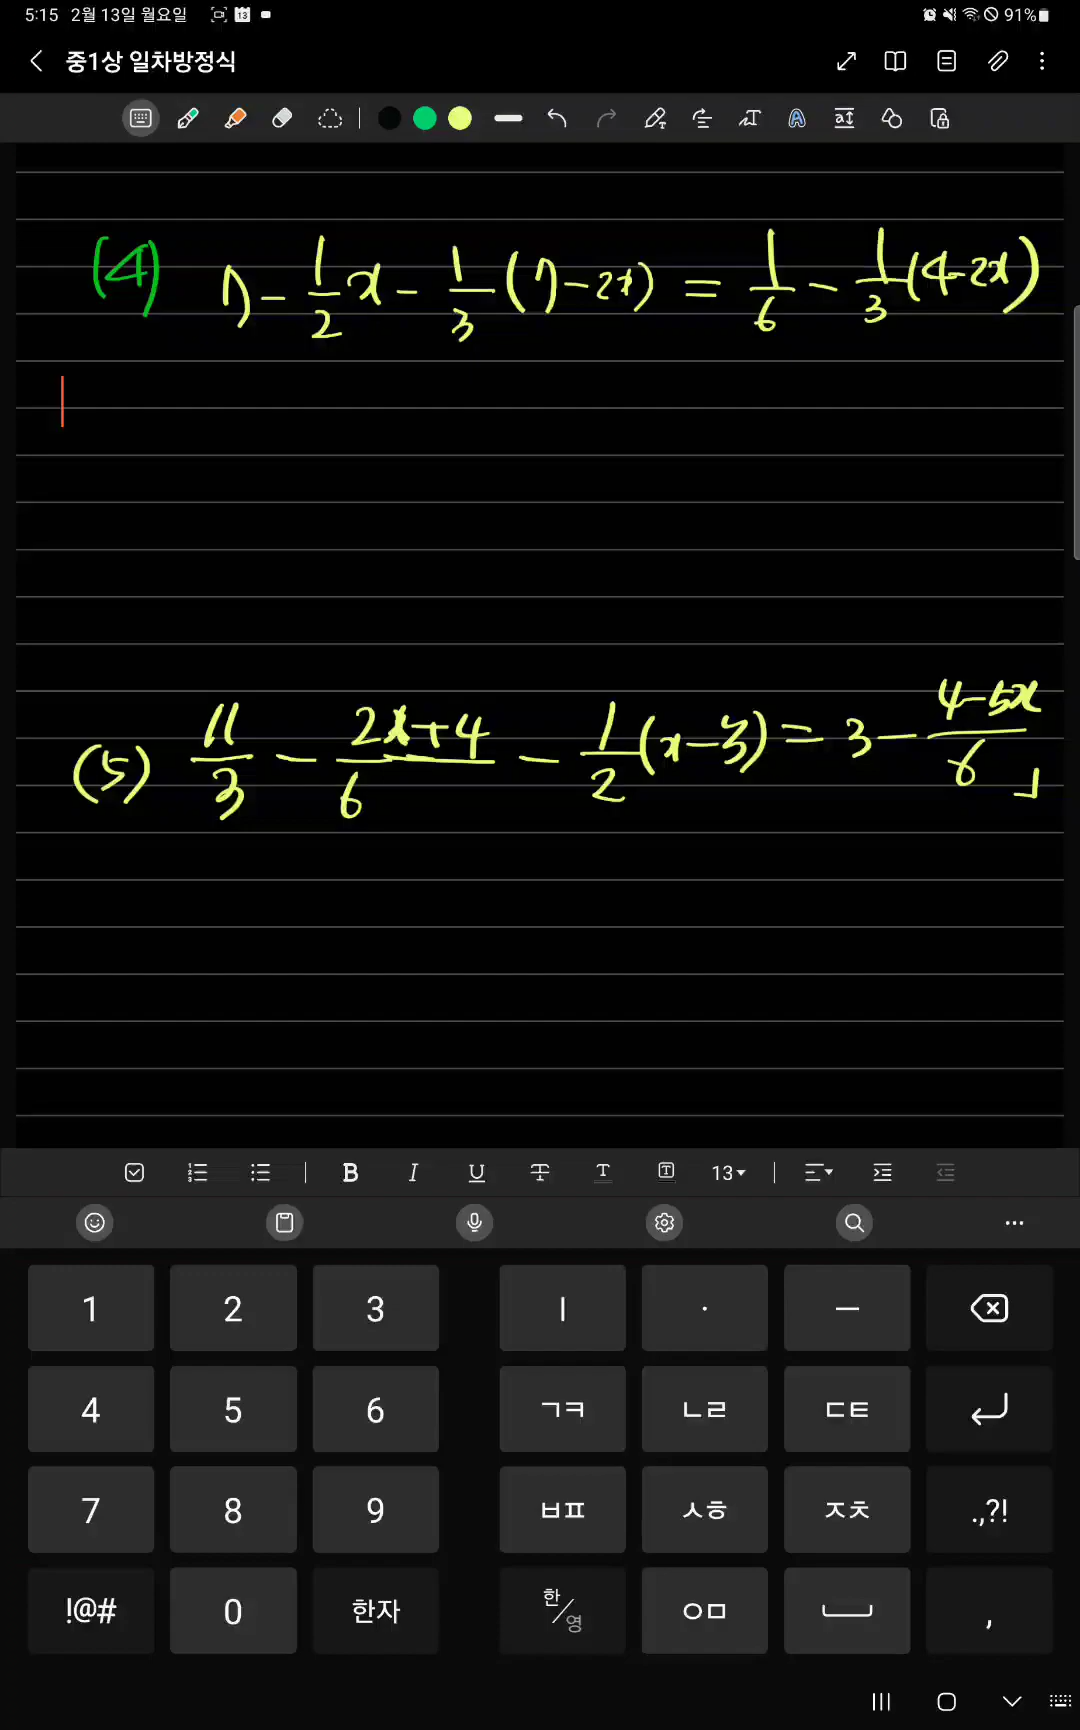 5:15 2월 13일 월요일 13 91%
중1상 일차방정식
(4) 7 - 1/2 x - 1/3 (7-2x) = 1/6 - 1/3 (4-2x)
(5) 11/3 - 2x+4/6 - 1/2 (x-3) = 3 - 4-5x/6
B I U T T T 13
1 2 3 ㅣ · ㅡ
4 5 6 ㄱㅋ ㄴㄹ ㄷㅌ
7 8 9 ㅂㅍ ㅅㅎ ㅈㅊ .,?!
!@# 0 한자 한/영 ㅇㅁ ,